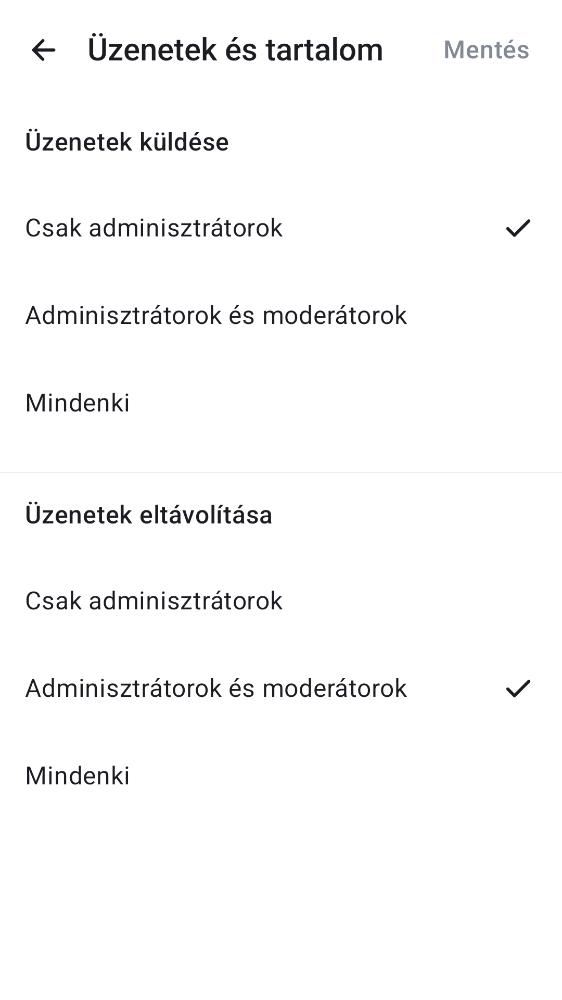 Üzenetek és tartalom
Mentés
Üzenetek küldése
Csak adminisztrátorok
Adminisztrátorok és moderátorok
Mindenki
Üzenetek eltávolítása
Csak adminisztrátorok
Adminisztrátorok és moderátorok
Mindenki